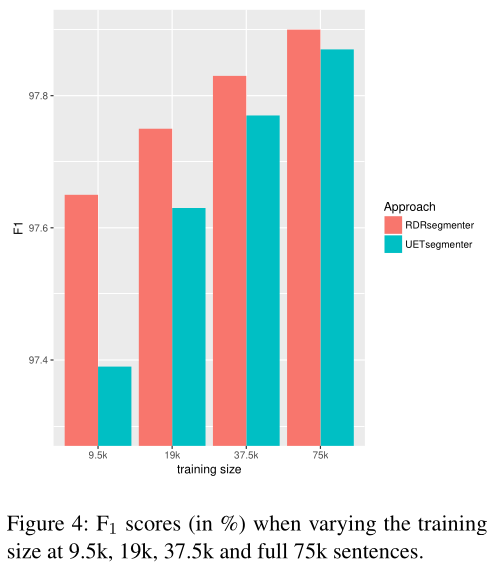 F1
97.8
97.6
97.4
9.5k 19k 37.5k 75k
training size
Approach
RDRsegmenter
UETsegmenter
Figure 4: F1 scores (in %) when varying the training
size at 9.5k, 19k, 37.5k and full 75k sentences.